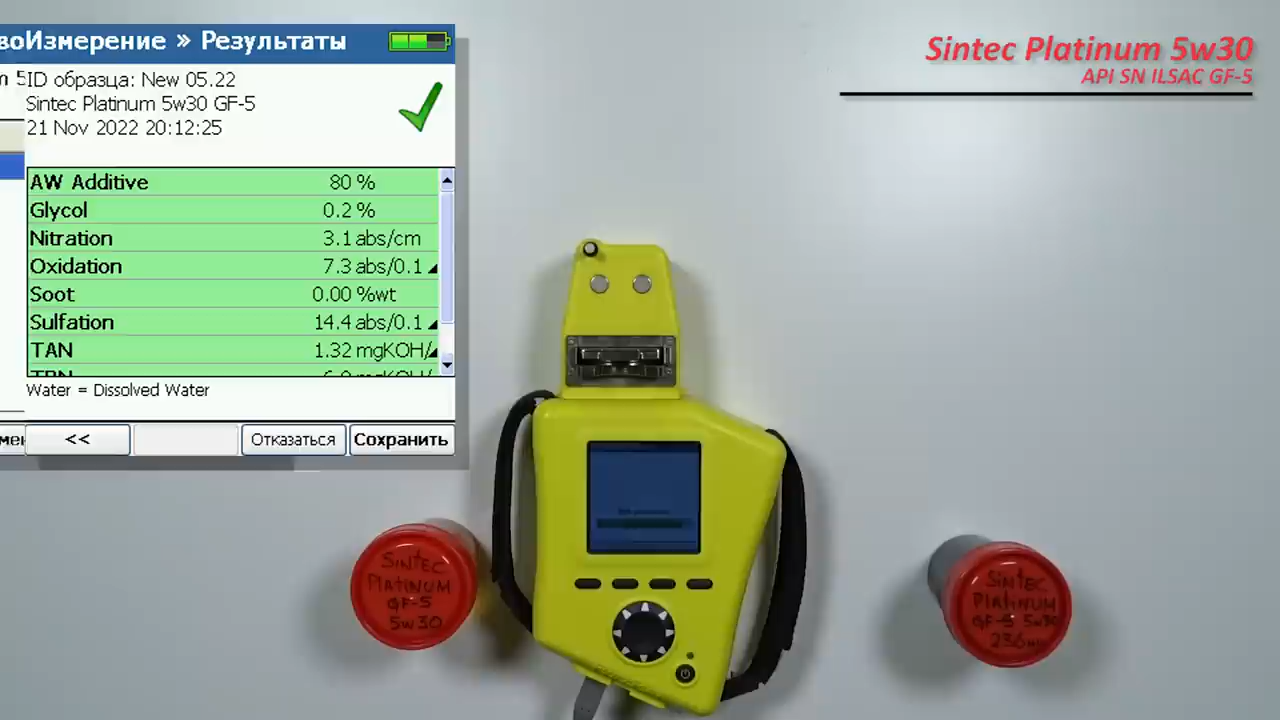 воИзмерение » Результаты
ID образца: New 05.22
Sintec Platinum 5w30 GF-5
21 Nov 2022 20:12:25
AW Additive 80 %
Glycol 0.2 %
Nitration 3.1 abs/cm
Oxidation 7.3 abs/0.1
Soot 0.00 %wt
Sulfation 14.4 abs/0.1
TAN 1.32 mgKOH/
Water = Dissolved Water
<<
Отказаться
Сохранить
Sintec Platinum 5w30
API SN ILSAC GF-5
SINTEC
PLATINUM
GF-5
5W30
SINTEC
PLATINUM
GF-5 5W30